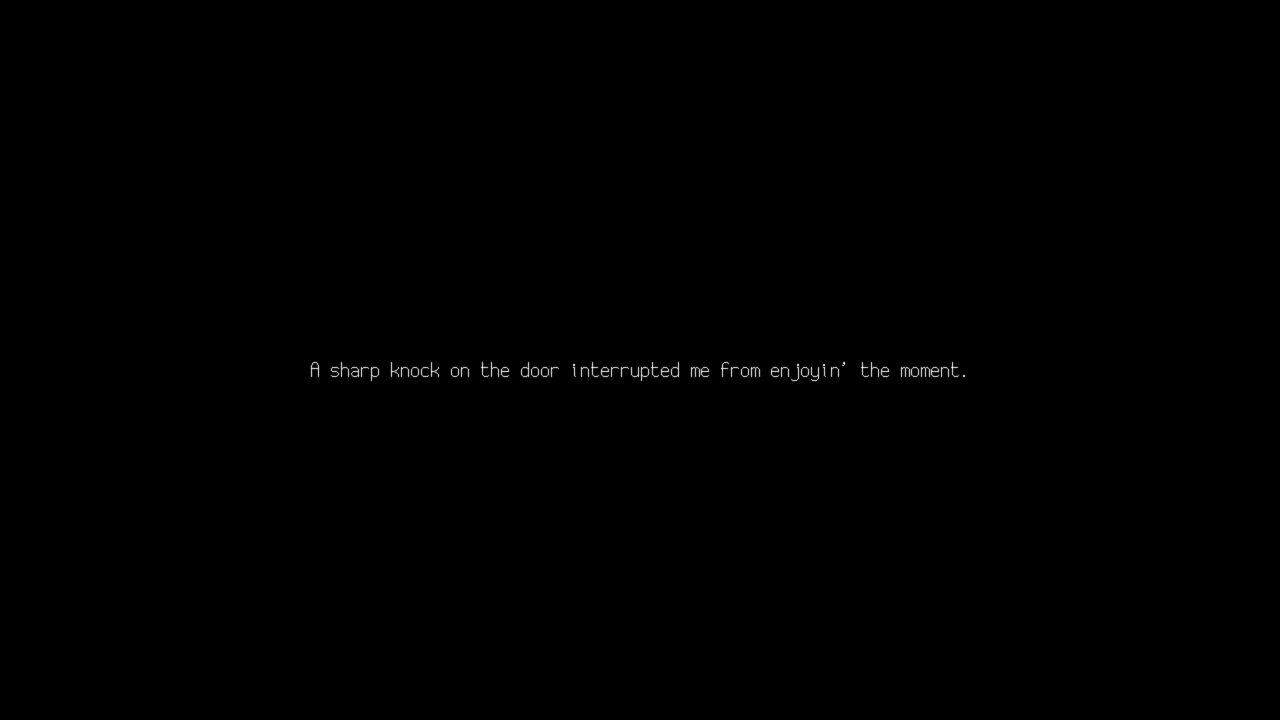 A sharp knock on the door interrupted me from enjoyin' the moment.